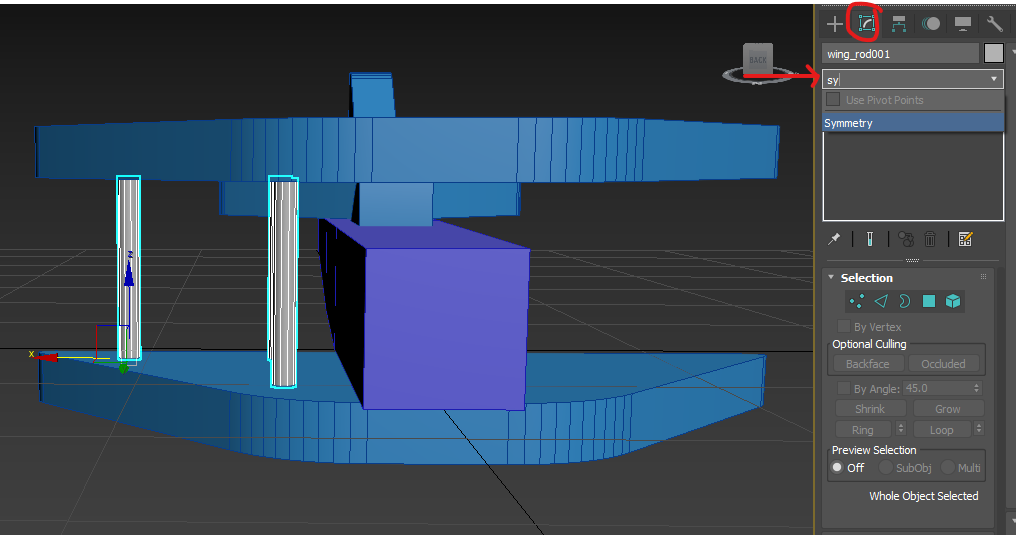 BACK
z
x
wing_rod001
sy
Use Pivot Points
Symmetry
Selection
By Vertex
Optional Culling
Backface Occluded
By Angle: 45.0
Shrink Grow
Ring Loop
Preview Selection
Off SubObj Multi
Whole Object Selected